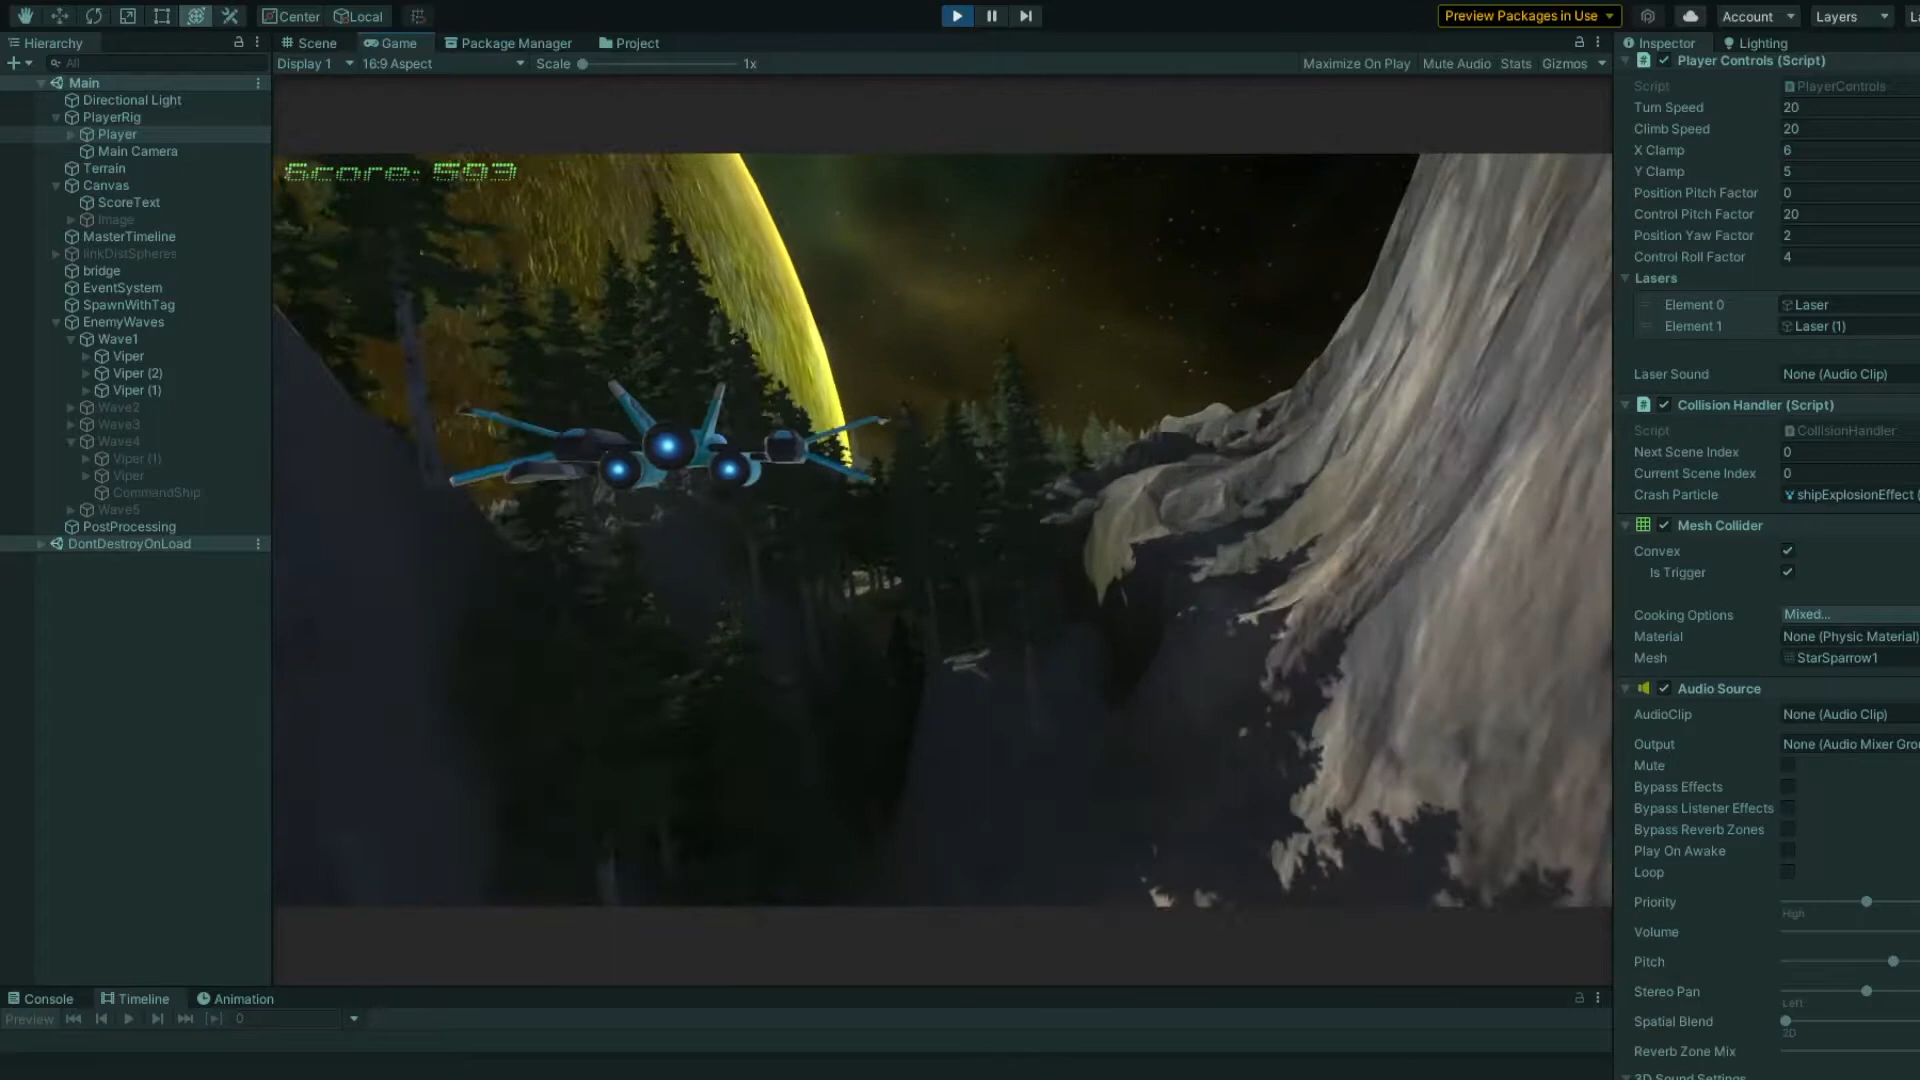 Center Local
Preview Packages in Use Account Layers
Hierarchy
Scene Game Package Manager Project
Inspector Lighting
All
Display 1 16:9 Aspect Scale 1x
Maximize On Play Mute Audio Stats Gizmos
Main
Directional Light
PlayerRig
Player
Main Camera
Terrain
Canvas
ScoreText
Image
MasterTimeline
linkDistSpheres
bridge
EventSystem
SpawnWithTag
EnemyWaves
Wave1
Viper
Viper (2)
Viper (1)
Wave2
Wave3
Wave4
Viper (1)
Viper
CommandShip
Wave5
PostProcessing
DontDestroyOnLoad
Score: 593
Player Controls (Script)
Script PlayerControls
Turn Speed 20
Climb Speed 20
X Clamp 6
Y Clamp 5
Position Pitch Factor 0
Control Pitch Factor 20
Position Yaw Factor 2
Control Roll Factor 4
Lasers
Element 0 Laser
Element 1 Laser (1)
Laser Sound None (Audio Clip)
Collision Handler (Script)
Script CollisionHandler
Next Scene Index 0
Current Scene Index 0
Crash Particle shipExplosionEffect (
Mesh Collider
Convex
Is Trigger
Cooking Options Mixed...
Material None (Physic Material)
Mesh StarSparrow1
Audio Source
AudioClip None (Audio Clip)
Output None (Audio Mixer Gro
Mute
Bypass Effects
Bypass Listener Effects
Bypass Reverb Zones
Play On Awake
Loop
Priority
High
Volume
Pitch
Stereo Pan
Left
Spatial Blend
2D
Reverb Zone Mix
3D Sound Settings
Console Timeline Animation
Preview 0